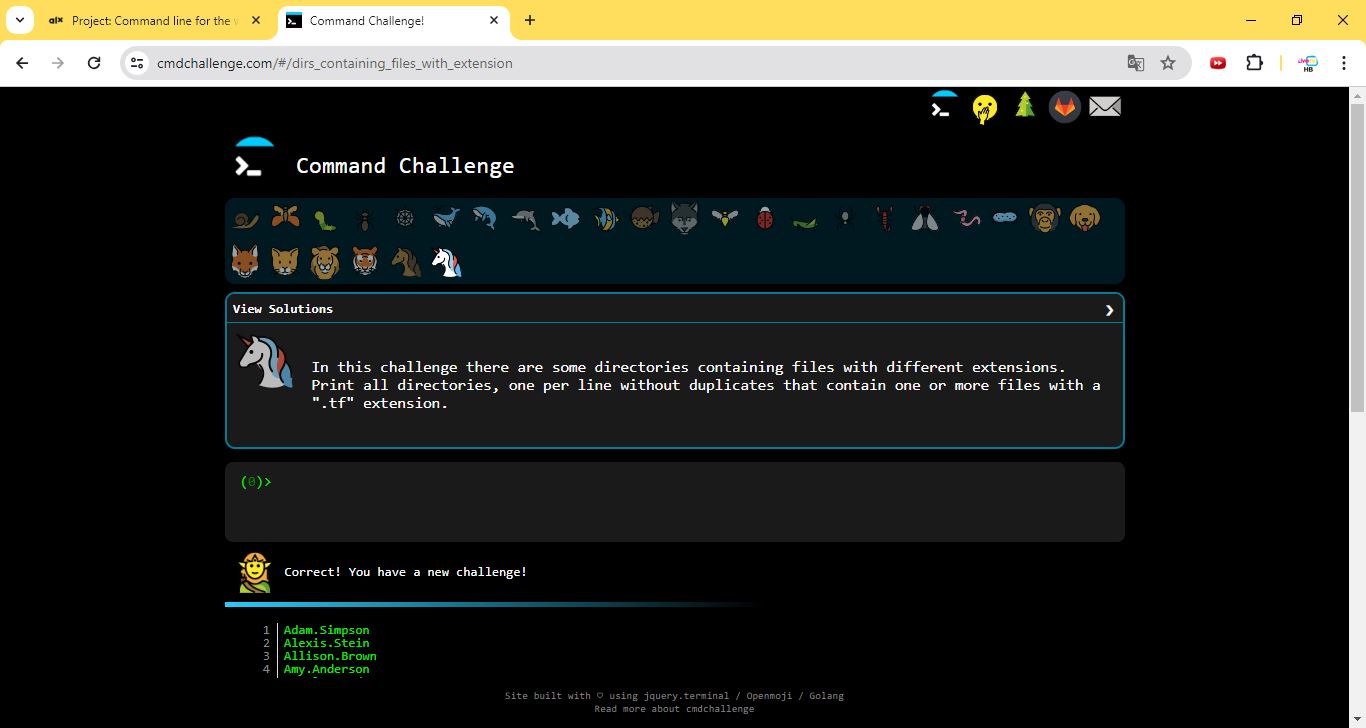 alx Project: Command line for the w
Command Challenge!
cmdchallenge.com/#/dirs_containing_files_with_extension
HB
Command Challenge
View Solutions
In this challenge there are some directories containing files with different extensions.
Print all directories, one per line without duplicates that contain one or more files with a
".tf" extension.
(0)>
Correct! You have a new challenge!
1 Adam.Simpson
2 Alexis.Stein
3 Allison.Brown
4 Amy.Anderson
Site built with ♡ using jquery.terminal / Openmoji / Golang
Read more about cmdchallenge